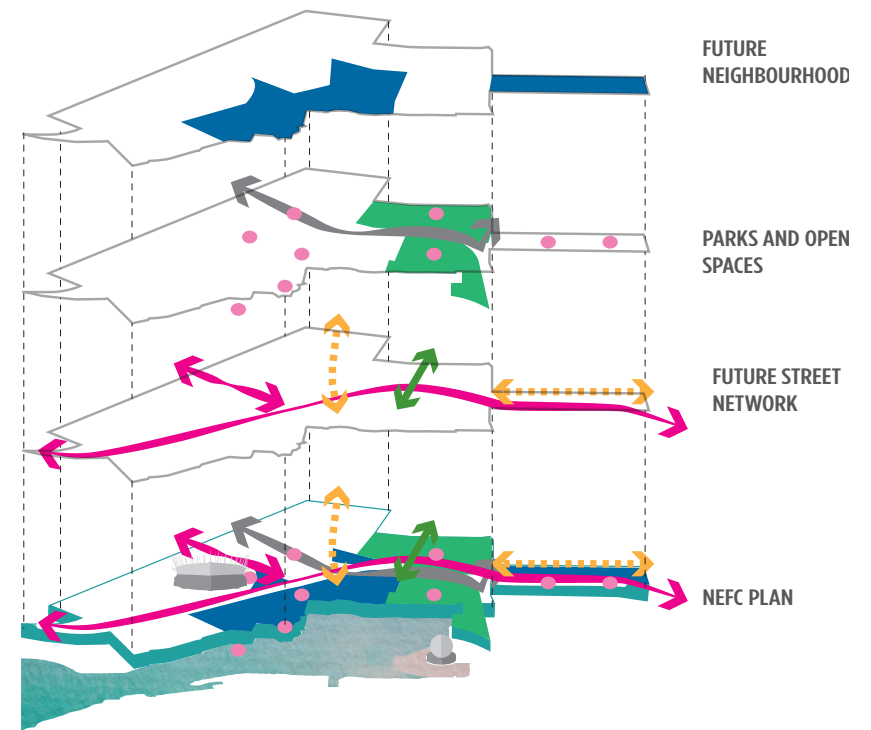 FUTURE
NEIGHBOURHOOD
PARKS AND OPEN
SPACES
FUTURE STREET
NETWORK
NEFC PLAN